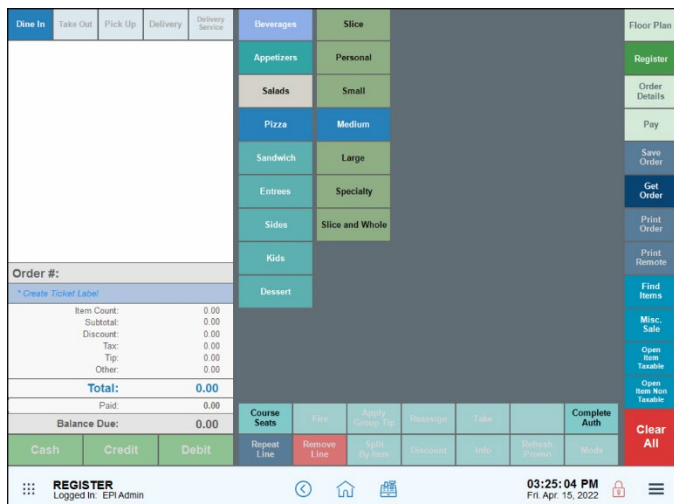 Dine In
Take Out
Pick Up
Delivery
Delivery
Service
Order #:
* Create Ticket Label
Item Count: 0.00
Subtotal: 0.00
Discount: 0.00
Tax: 0.00
Tip: 0.00
Other: 0.00
Total: 0.00
Paid: 0.00
Balance Due: 0.00
Cash
Credit
Debit
Beverages
Appetizers
Salads
Pizza
Sandwich
Entrees
Sides
Kids
Dessert
Slice
Personal
Small
Medium
Large
Specialty
Slice and Whole
Course
Seats
Fire
Apply
Group Tip
Reassign
Take
Complete
Auth
Repeat
Line
Remove
Line
Split
By Item
Discount
Info
Refresh
Promo
Mods
Floor Plan
Register
Order
Details
Pay
Save
Order
Get
Order
Print
Order
Print
Remote
Find
Items
Misc.
Sale
Open
Item
Taxable
Open
Item Non
Taxable
Clear
All
REGISTER
Logged In: EPI Admin
03:25:04 PM
Fri. Apr. 15, 2022